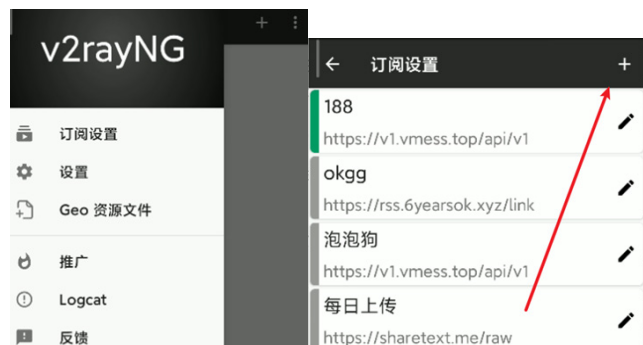 v2rayNG
订阅设置
设置
Geo 资源文件
推广
Logcat
反馈
订阅设置
188
https://v1.vmess.top/api/v1
okgg
https://rss.6yearsok.xyz/link
泡泡狗
https://v1.vmess.top/api/v1
每日上传
https://sharetext.me/raw